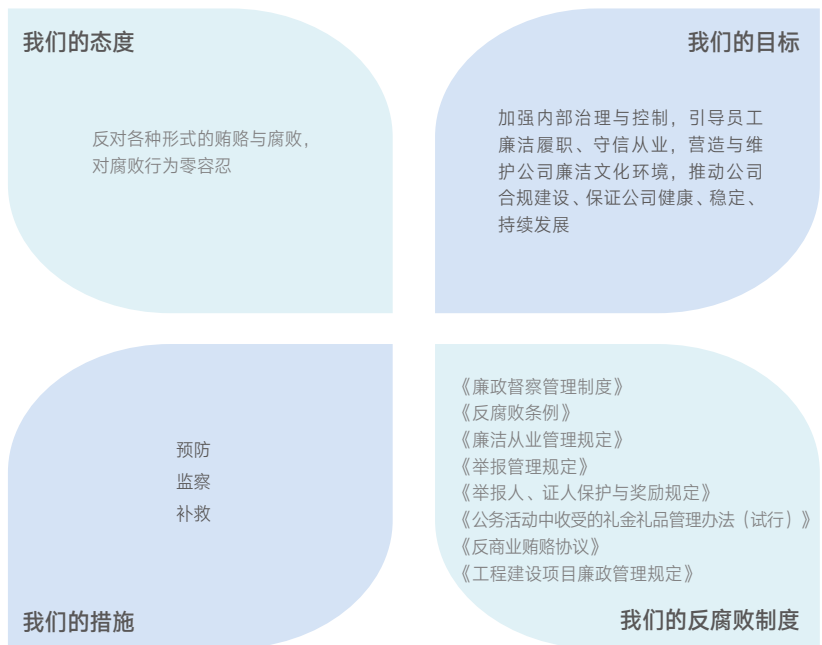 我们的态度
反对各种形式的贿赂与腐败，
对腐败行为零容忍
我们的目标
加强内部治理与控制，引导员工
廉洁履职、守信从业，营造与维
护公司廉洁文化环境，推动公司
合规建设、保证公司健康、稳定、
持续发展
预防
监察
补救
我们的措施
《廉政督察管理制度》
《反腐败条例》
《廉洁从业管理规定》
《举报管理规定》
《举报人、证人保护与奖励规定》
《公务活动中收受的礼金礼品管理办法（试行）》
《反商业贿赂协议》
《工程建设项目廉政管理规定》
我们的反腐败制度